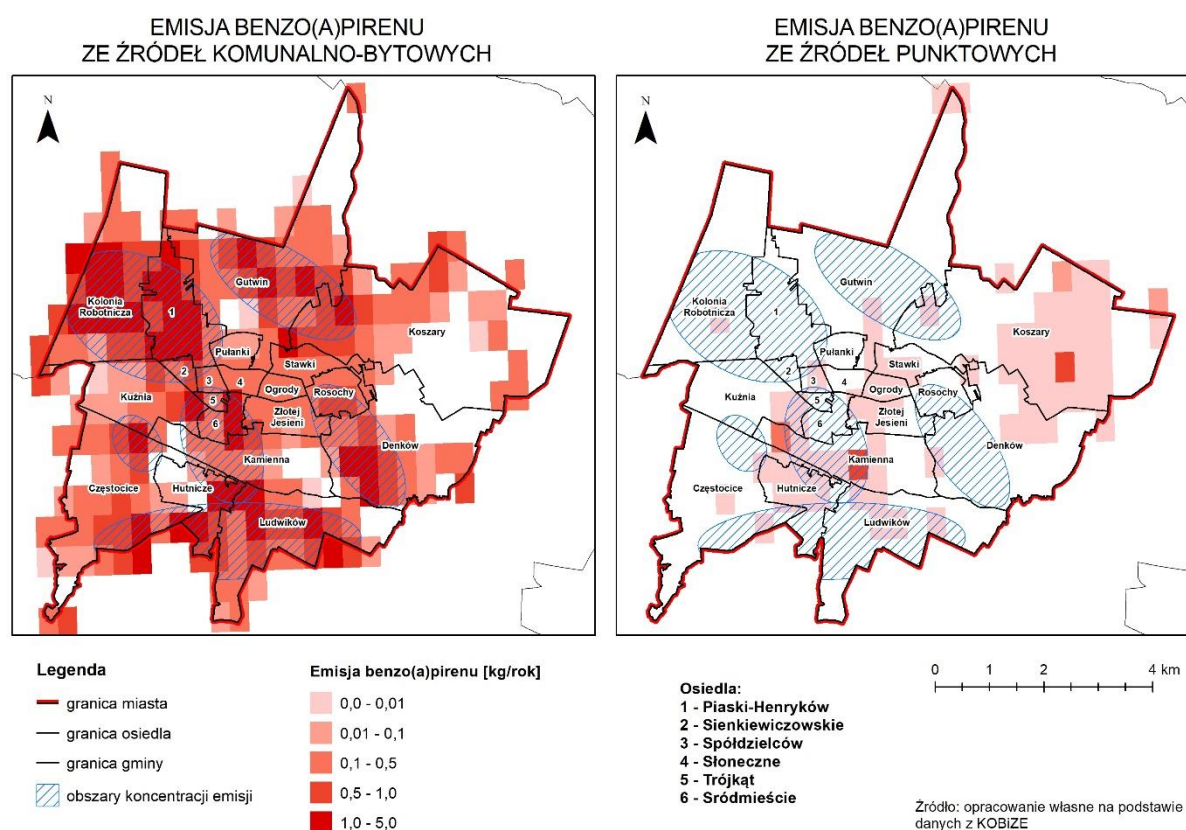 EMISJA BENZO(A)PIRENU
ZE ŹRÓDEŁ KOMUNALNO-BYTOWYCH
N
Gutwin
Kolonia
Robotnicza
1
Koszary
Pułanki
Stawki
2
3
4
Ogrody
Rosochy
Kuźnia
5
6
Złotej
Jesieni
Denków
Kamienna
Częstocice
Hutnicze
Ludwików
EMISJA BENZO(A)PIRENU
ZE ŹRÓDEŁ PUNKTOWYCH
N
Gutwin
Kolonia
Robotnicza
1
Koszary
Pułanki
Stawki
2
3
4
Ogrody
Rosochy
Kuźnia
5
6
Złotej
Jesieni
Denków
Kamienna
Częstocice
Hutnicze
Ludwików
Legenda
granica miasta
granica osiedla
granica gminy
obszary koncentracji emisji
Emisja benzo(a)pirenu [kg/rok]
0,0 - 0,01
0,01 - 0,1
0,1 - 0,5
0,5 - 1,0
1,0 - 5,0
Osiedla:
1 - Piaski-Henryków
2 - Sienkiewiczowskie
3 - Spółdzielców
4 - Słoneczne
5 - Trójkąt
6 - Sródmieście
0 1 2 4 km
Źródło: opracowanie własne na podstawie
danych z KOBiZE